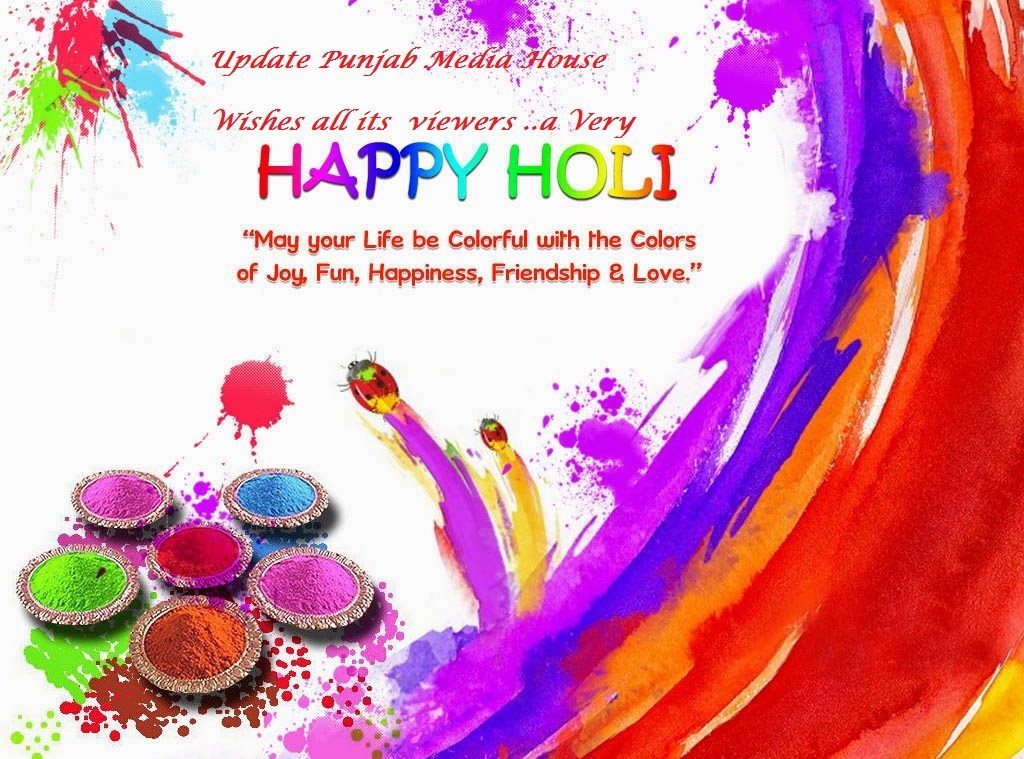 Update Punjab Media House
Wishes all its viewers ..a Very
HAPPY HOLI
“May your Life be Colorful with the Colors
of Joy, Fun, Happiness, Friendship & Love.”